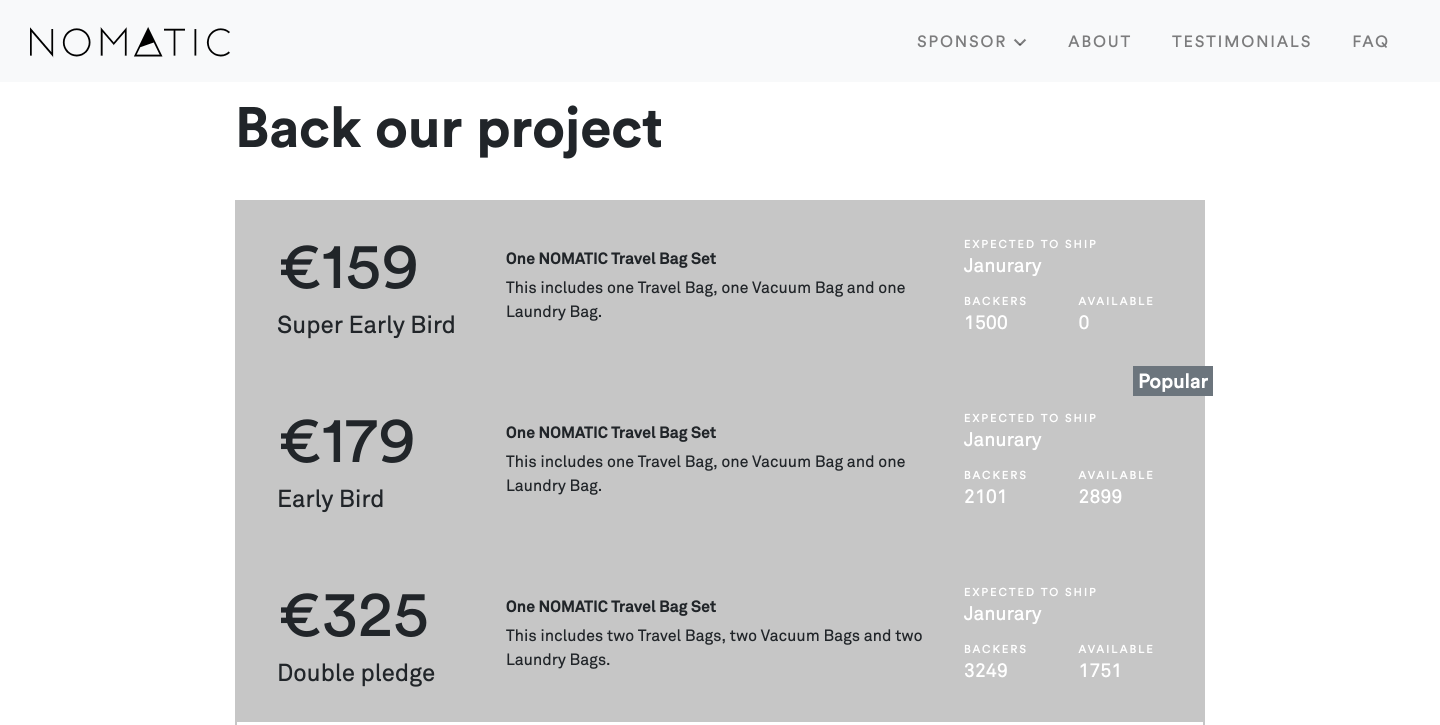 NOMATIC
SPONSOR
ABOUT
TESTIMONIALS
FAQ
Back our project
€159
Super Early Bird
One NOMATIC Travel Bag Set
This includes one Travel Bag, one Vacuum Bag and one
Laundry Bag.
EXPECTED TO SHIP
Janurary
BACKERS
1500
AVAILABLE
0
Popular
€179
Early Bird
One NOMATIC Travel Bag Set
This includes one Travel Bag, one Vacuum Bag and one
Laundry Bag.
EXPECTED TO SHIP
Janurary
BACKERS
2101
AVAILABLE
2899
€325
Double pledge
One NOMATIC Travel Bag Set
This includes two Travel Bags, two Vacuum Bags and two
Laundry Bags.
EXPECTED TO SHIP
Janurary
BACKERS
3249
AVAILABLE
1751